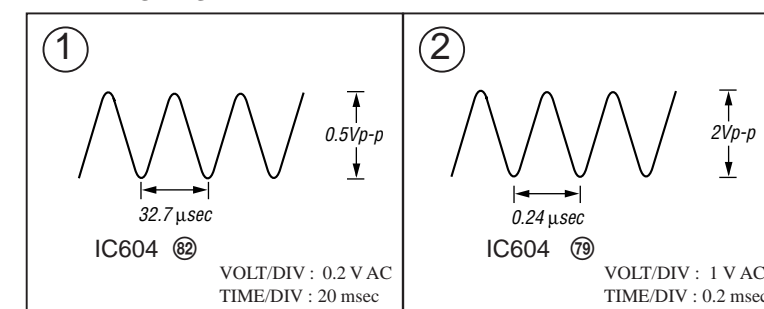 1
0.5Vp-p
32.7 µsec
IC604 82
VOLT/DIV : 0.2 V AC
TIME/DIV : 20 msec
2
2Vp-p
0.24 µsec
IC604 79
VOLT/DIV : 1 V AC
TIME/DIV : 0.2 msec